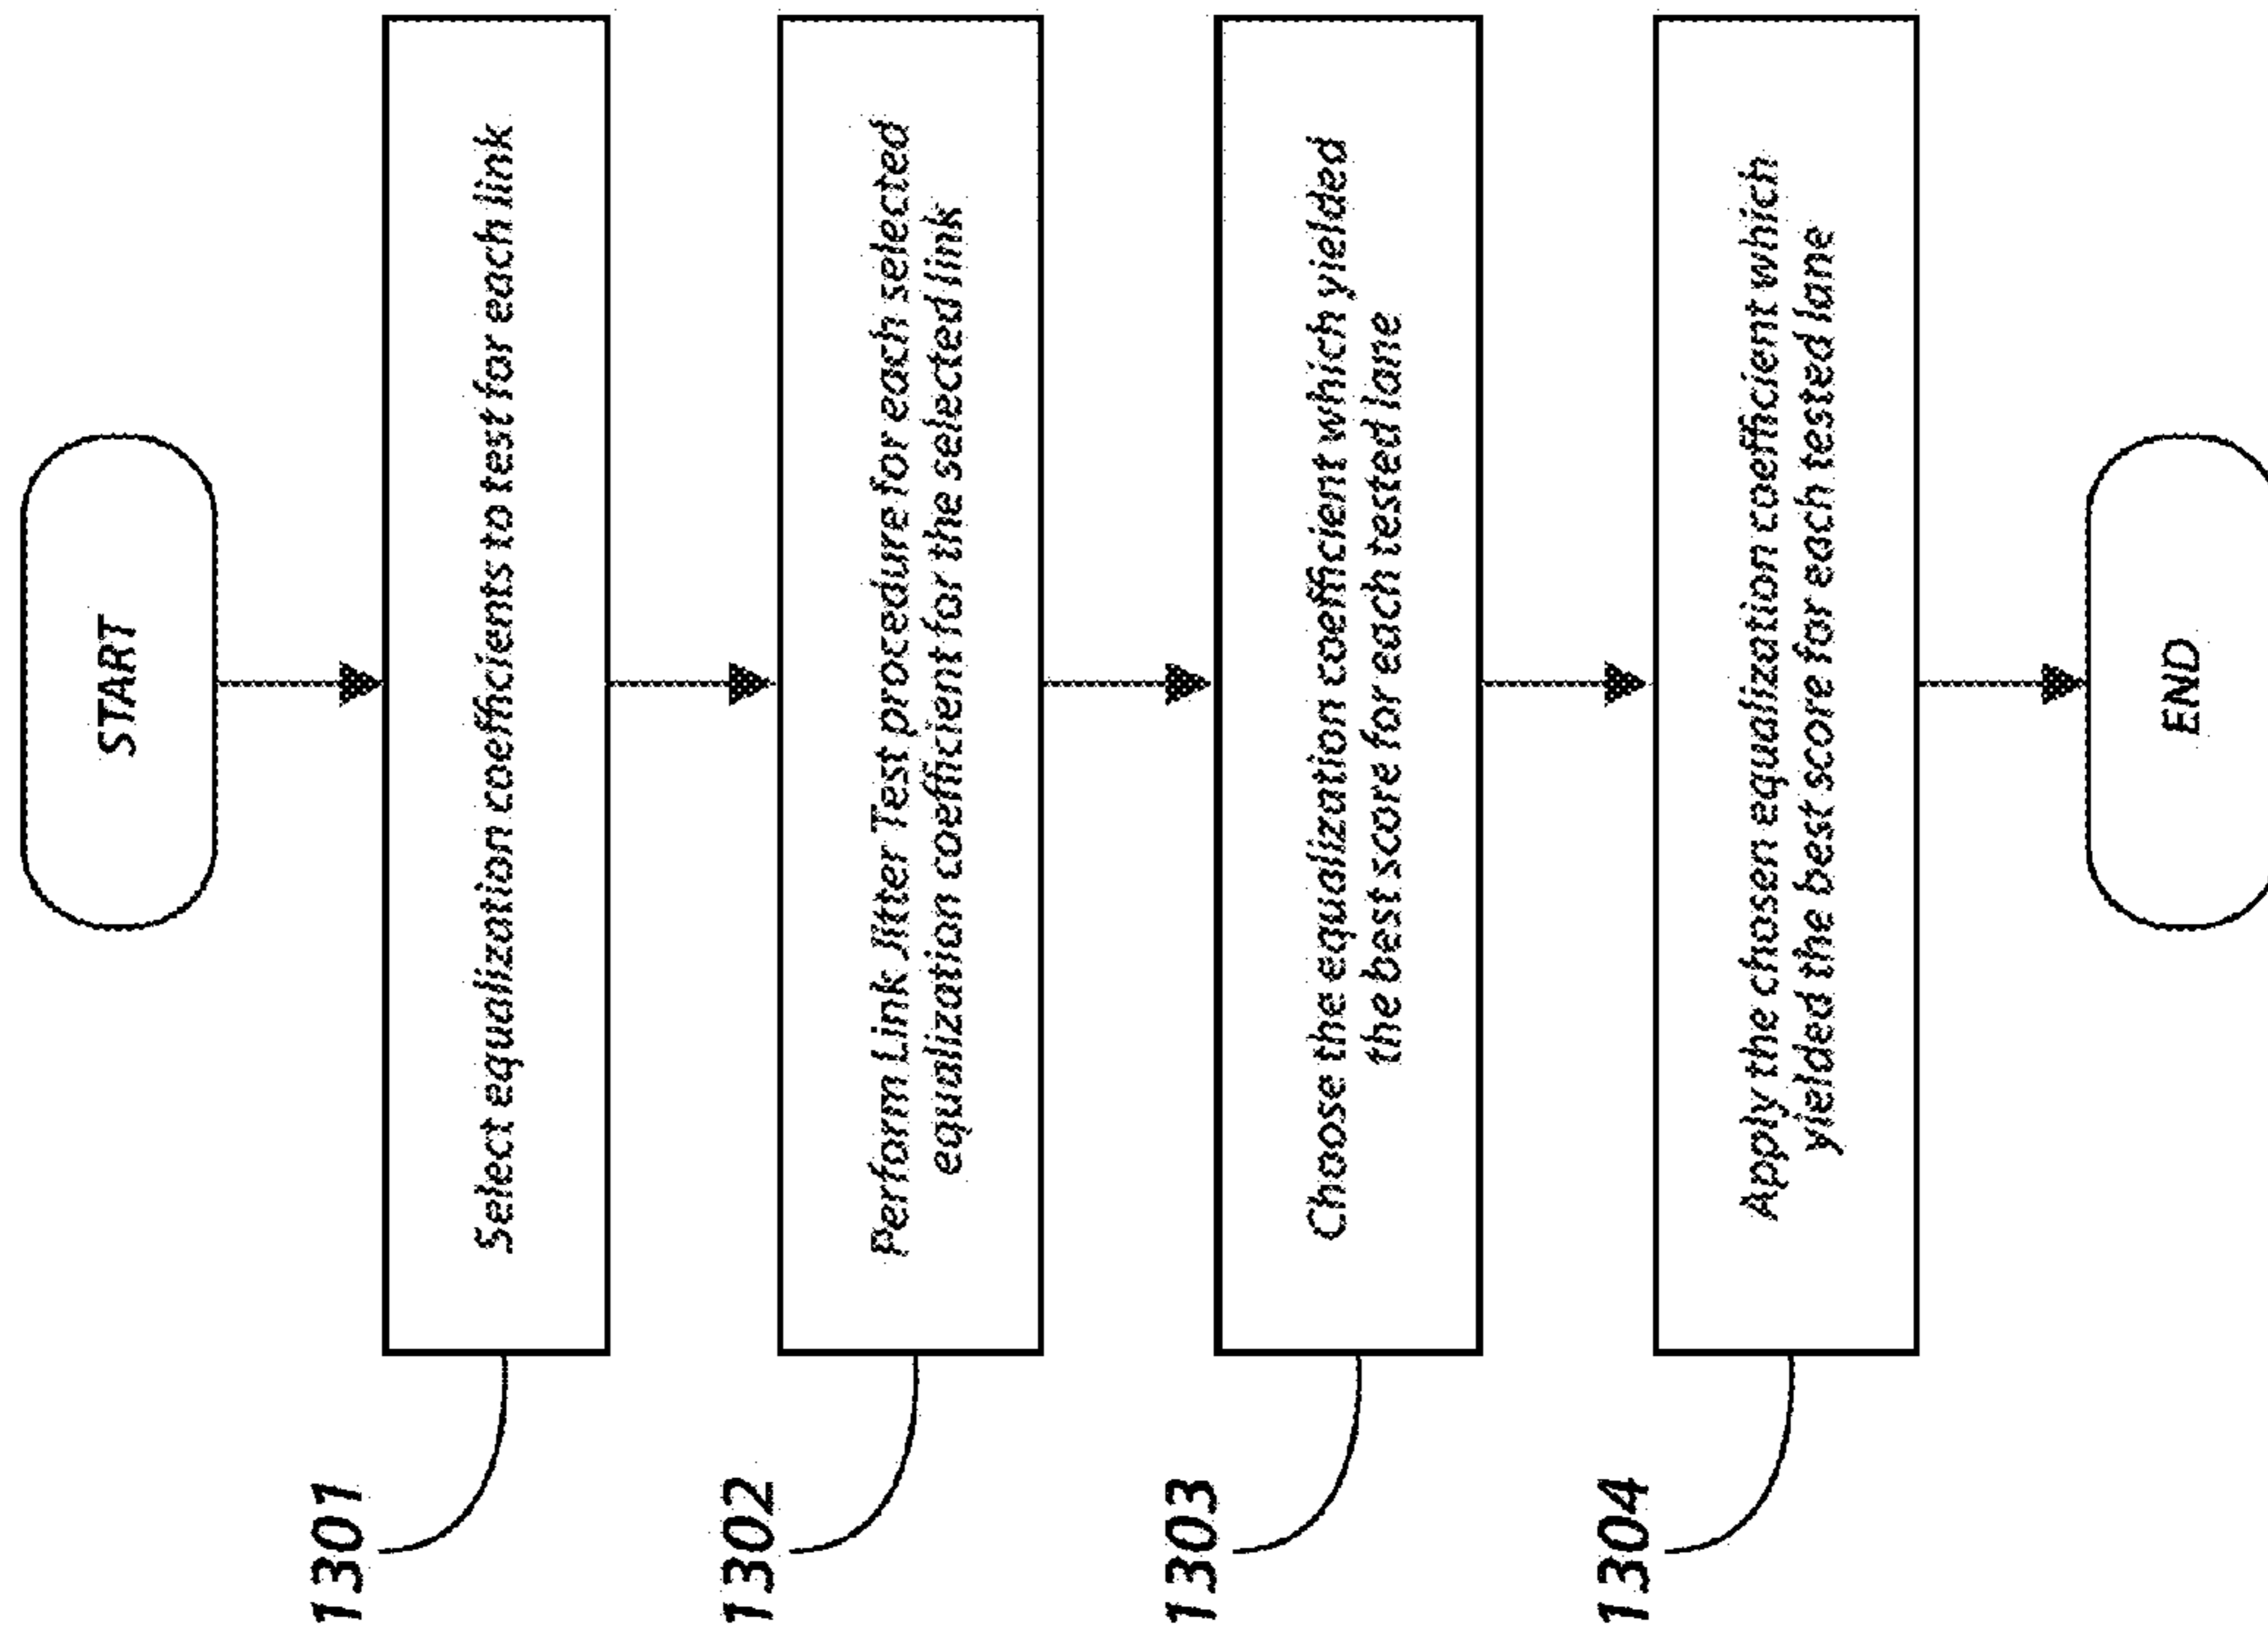 START
1301
Select equalization coefficients to test for each link
1302
Perform Link Jitter Test procedure for each selected
equalization coefficient for the selected link
1303
Choose the equalization coefficient which yielded
the best score for each tested lane
1304
Apply the chosen equalization coefficient which
yielded the best score for each tested lane
END